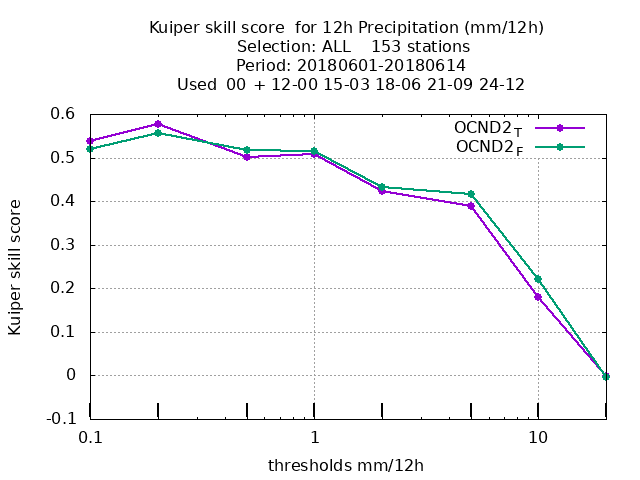 Kuiper skill score  for 12h Precipitation (mm/12h)
Selection: ALL    153 stations
Period: 20180601-20180614
Used  00 + 12-00 15-03 18-06 21-09 24-12
OCND2T
OCND2F
0.6
0.5
0.4
0.3
0.2
0.1
0
-0.1
Kuiper skill score
0.1 1 10
thresholds mm/12h